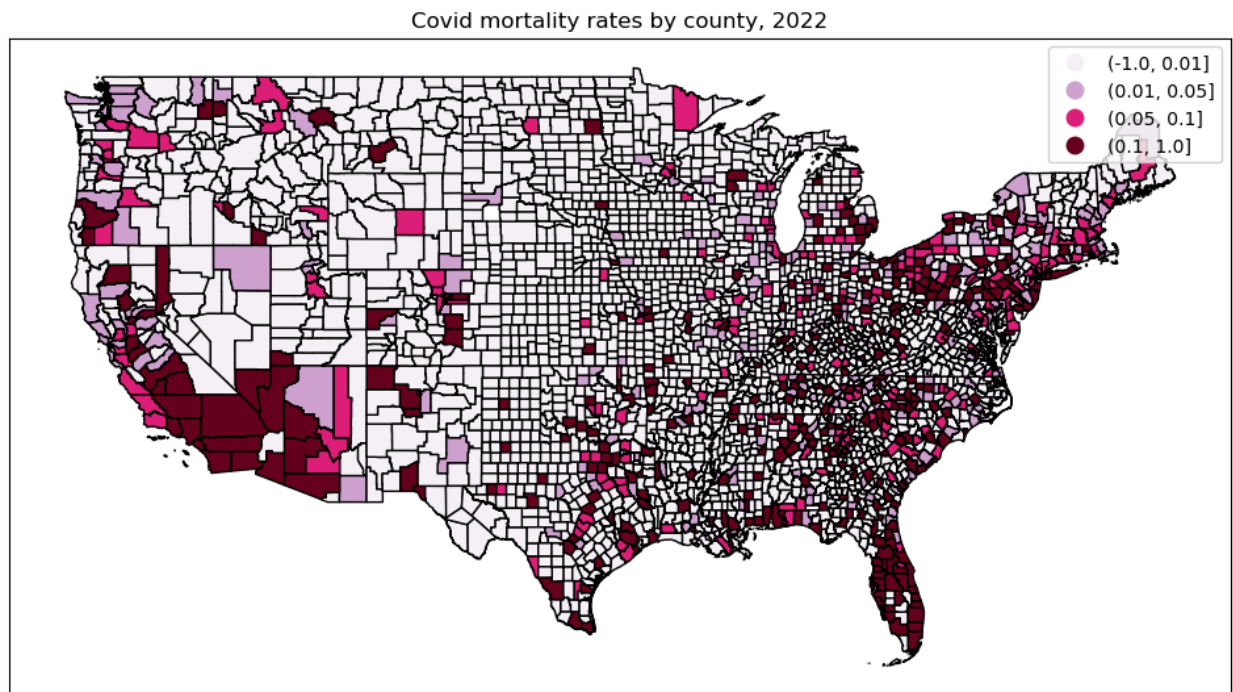 Covid mortality rates by county, 2022
(-1.0, 0.01]
(0.01, 0.05]
(0.05, 0.1]
(0.1, 1.0]